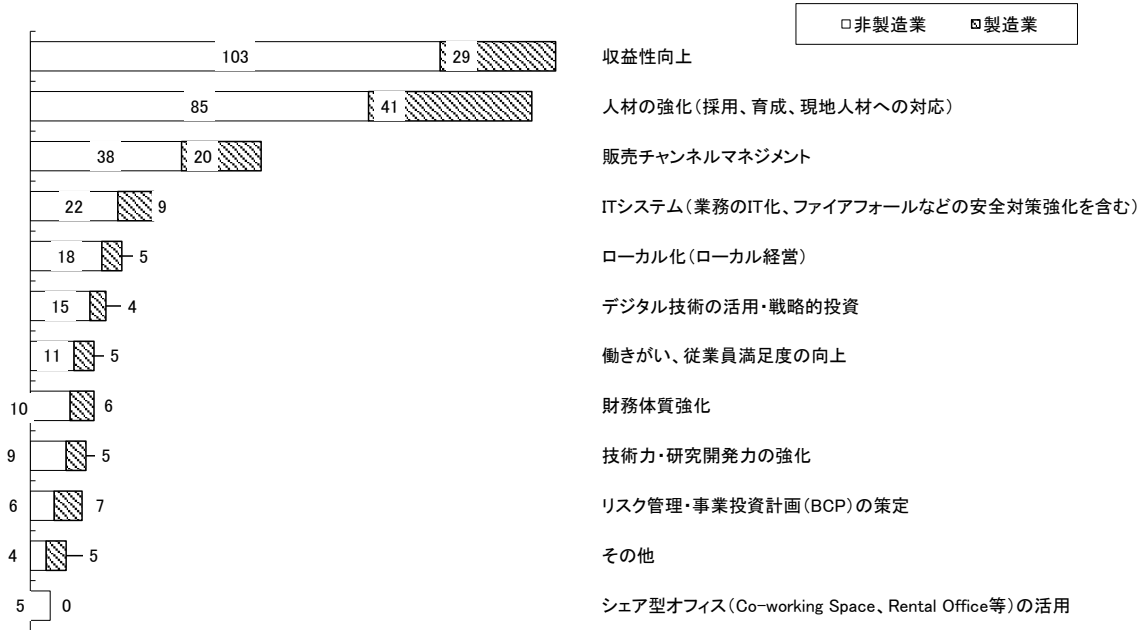 □非製造業 製造業
103 29 収益性向上
85 41 人材の強化（採用、育成、現地人材への対応）
38 20 販売チャンネルマネジメント
22 9 ITシステム（業務のIT化、ファイアフォールなどの安全対策強化を含む）
18 5 ローカル化（ローカル経営）
15 4 デジタル技術の活用・戦略的投資
11 5 働きがい、従業員満足度の向上
10 6 財務体質強化
9 5 技術力・研究開発力の強化
6 7 リスク管理・事業投資計画（BCP）の策定
4 5 その他
5 0 シェア型オフィス（Co-working Space、Rental Office等）の活用